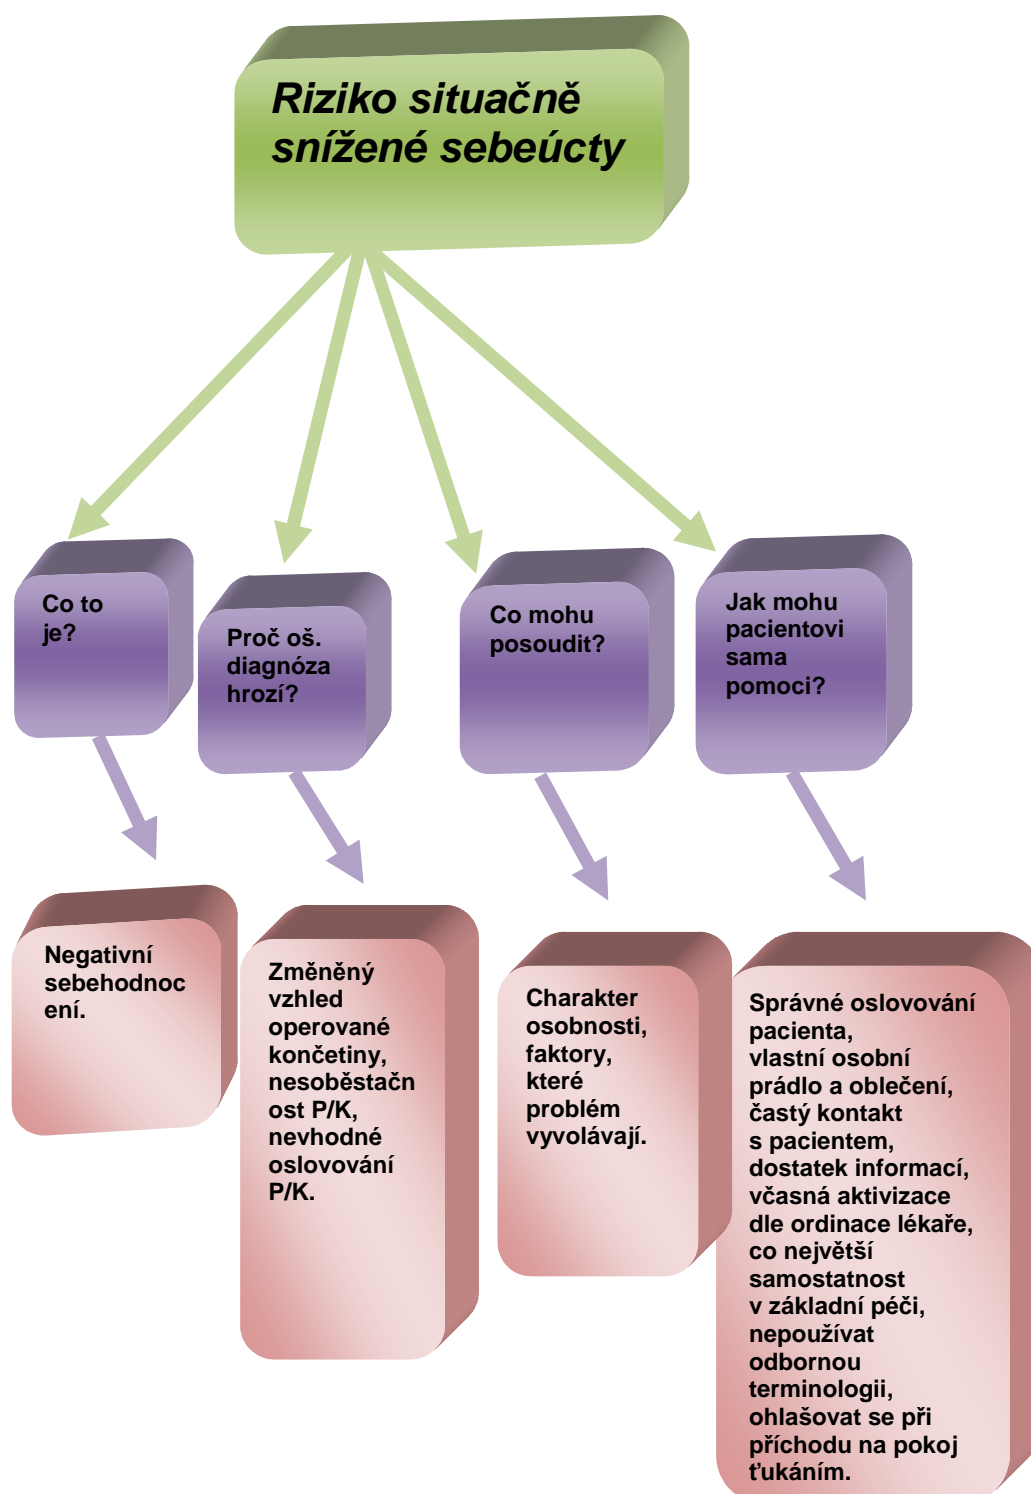 Riziko situačně
snížené sebeúcty
Co to
je?
Proč oš.
diagnóza
hrozí?
Co mohu
posoudit?
Jak mohu
pacientovi
sama
pomoci?
Negativní
sebehodnoc
ení.
Změněný
vzhled
operované
končetiny,
nesoběstačn
ost P/K,
nevhodné
oslovování
P/K.
Charakter
osobnosti,
faktory,
které
problém
vyvolávají.
Správné oslovování
pacienta,
vlastní osobní
prádlo a oblečení,
častý kontakt
s pacientem,
dostatek informací,
včasná aktivizace
dle ordinace lékaře,
co největší
samostatnost
v základní péči,
nepoužívat
odbornou
terminologii,
ohlašovat se při
příchodu na pokoj
ťukáním.